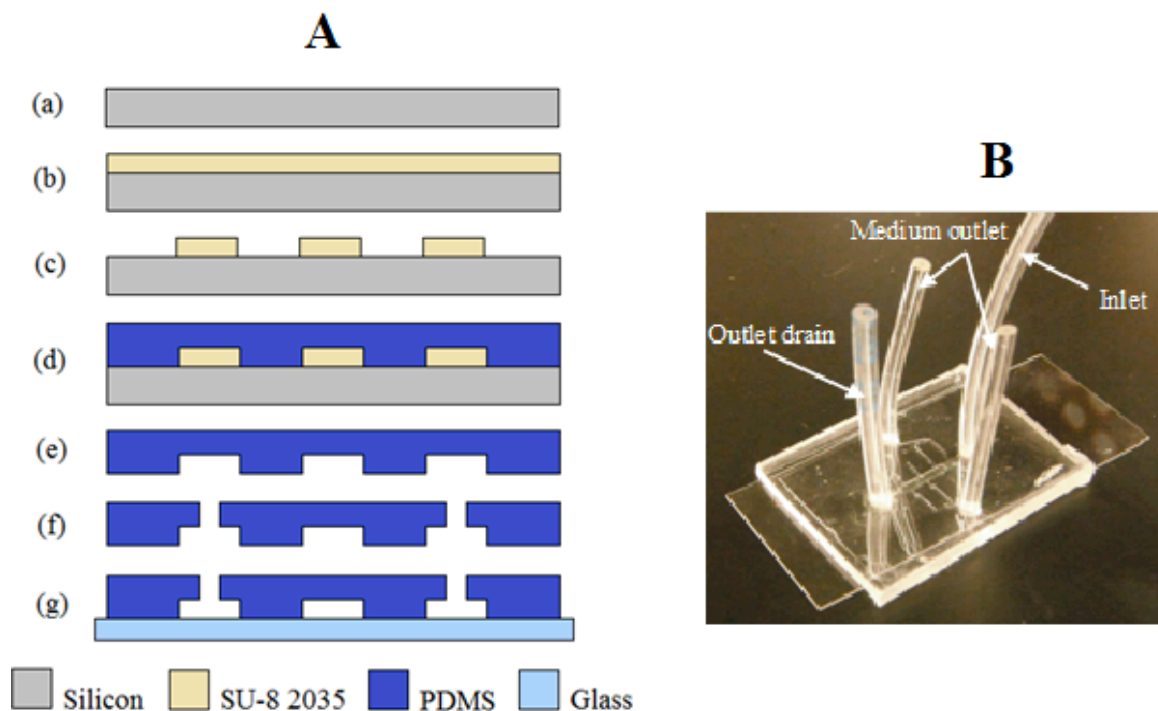 A
(a)
(b)
(c)
(d)
(e)
(f)
(g)
Silicon SU-8 2035 PDMS Glass
B
Medium outlet
Inlet
Outlet drain